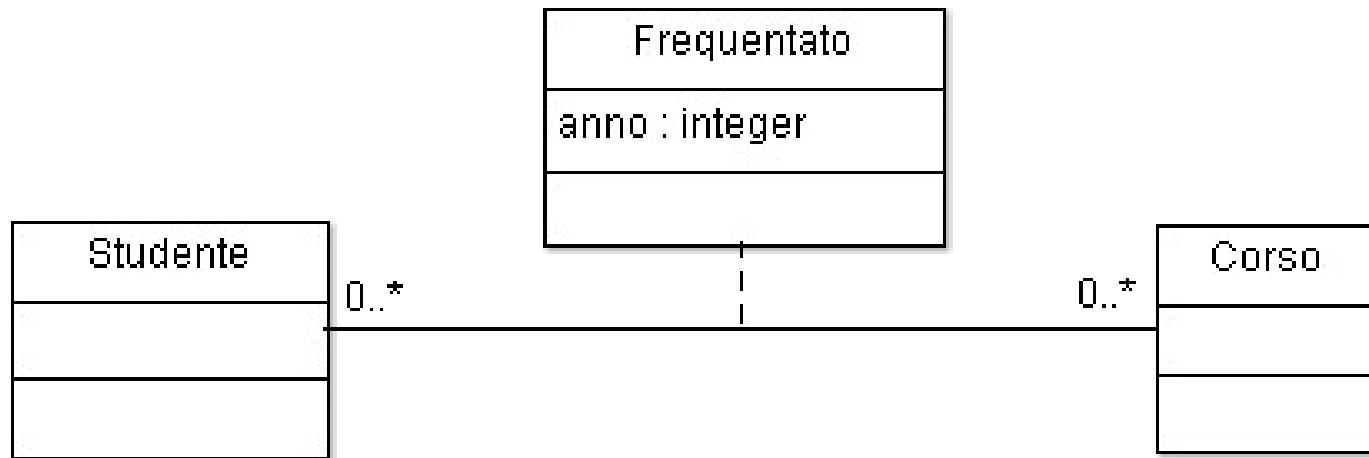 Frequentato
anno : integer
Studente
0..*
0..*
Corso